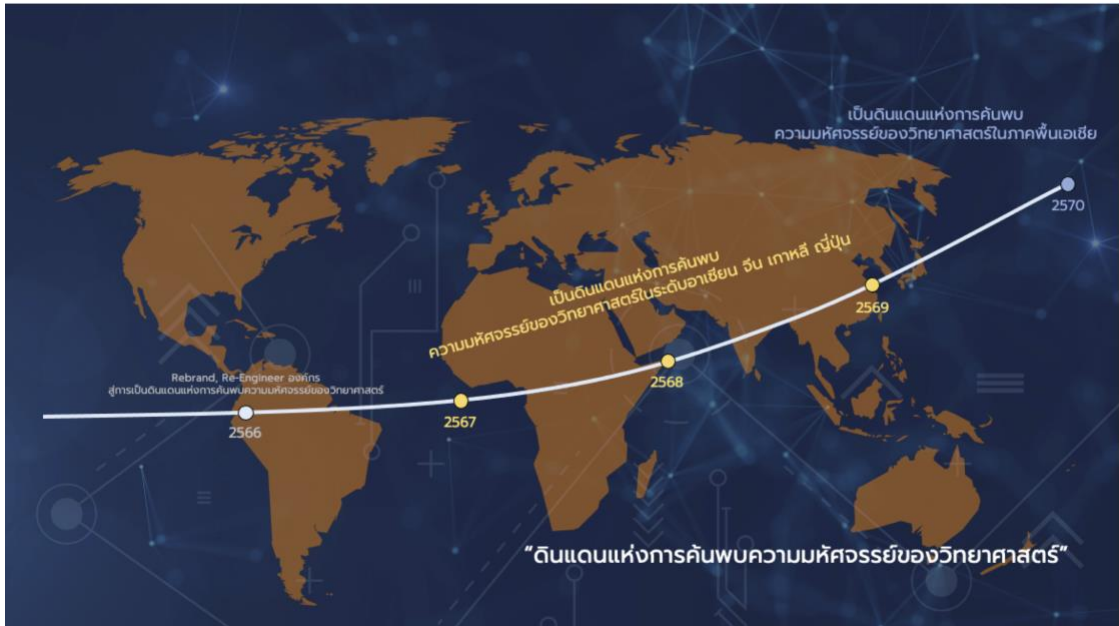 เป็นดินแดนแห่งการค้นพบ
ความมหัศจรรย์ของวิทยาศาสตร์ในภาคพื้นเอเชีย
2570
เป็นดินแดนแห่งการค้นพบ
ความมหัศจรรย์ของวิทยาศาสตร์ในระดับอาเซียน จีน เกาหลี ญี่ปุ่น
2569
2568
Rebrand, Re-Engineer องค์กร
สู่การเป็นดินแดนแห่งการค้นพบความมหัศจรรย์ของวิทยาศาสตร์
2567
2566
“ดินแดนแห่งการค้นพบความมหัศจรรย์ของวิทยาศาสตร์”